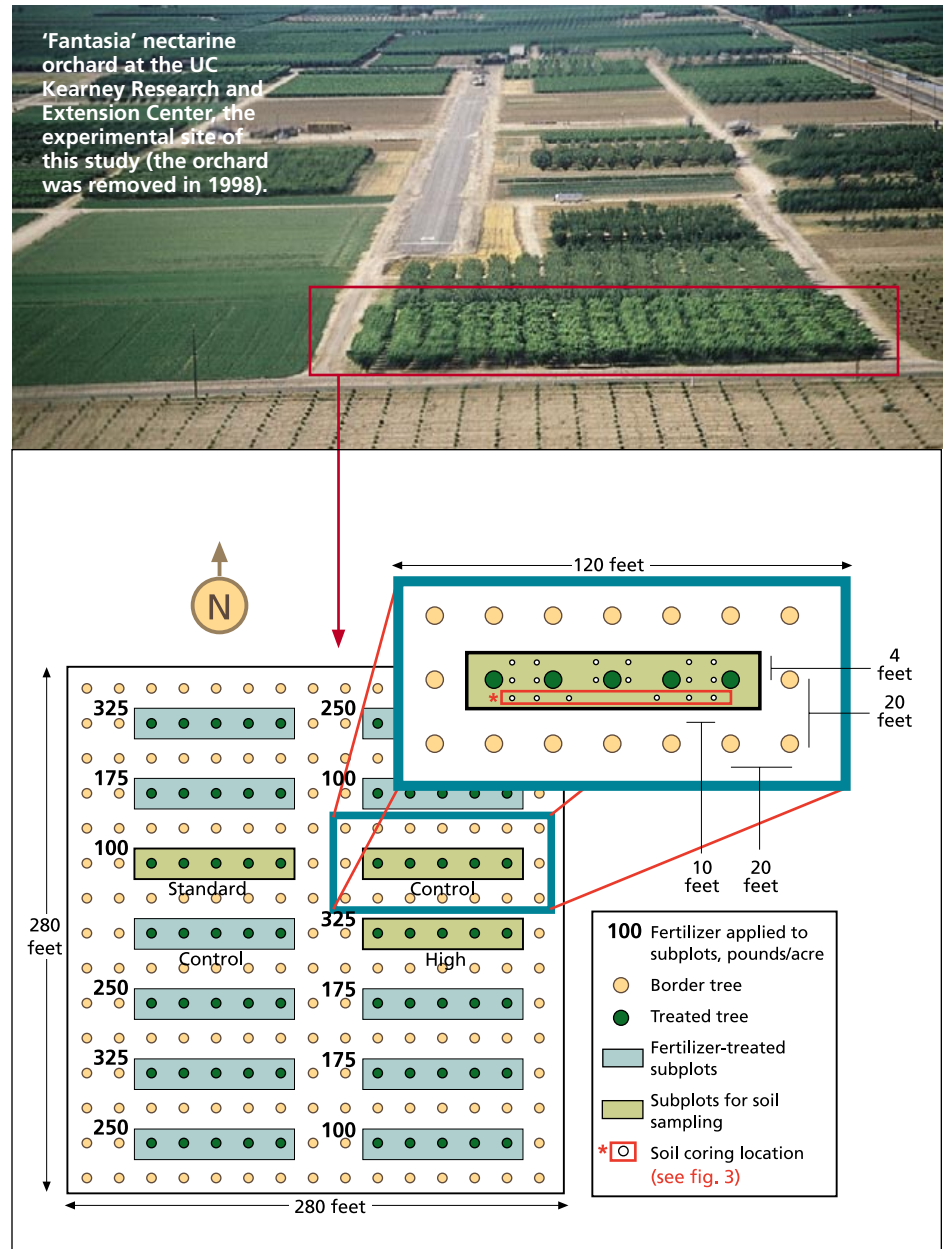 'Fantasia' nectarine
orchard at the UC
Kearney Research and
Extension Center, the
experimental site of
this study (the orchard
was removed in 1998).
120 feet
N
4
feet
20
feet
*
10
feet
20
feet
325
250
175
100
100
Standard
Control
325
Control
High
280
feet
250
175
325
175
250
100
280 feet
100 Fertilizer applied to
subplots, pounds/acre
Border tree
Treated tree
Fertilizer-treated
subplots
Subplots for soil
sampling
* Soil coring location
(see fig. 3)